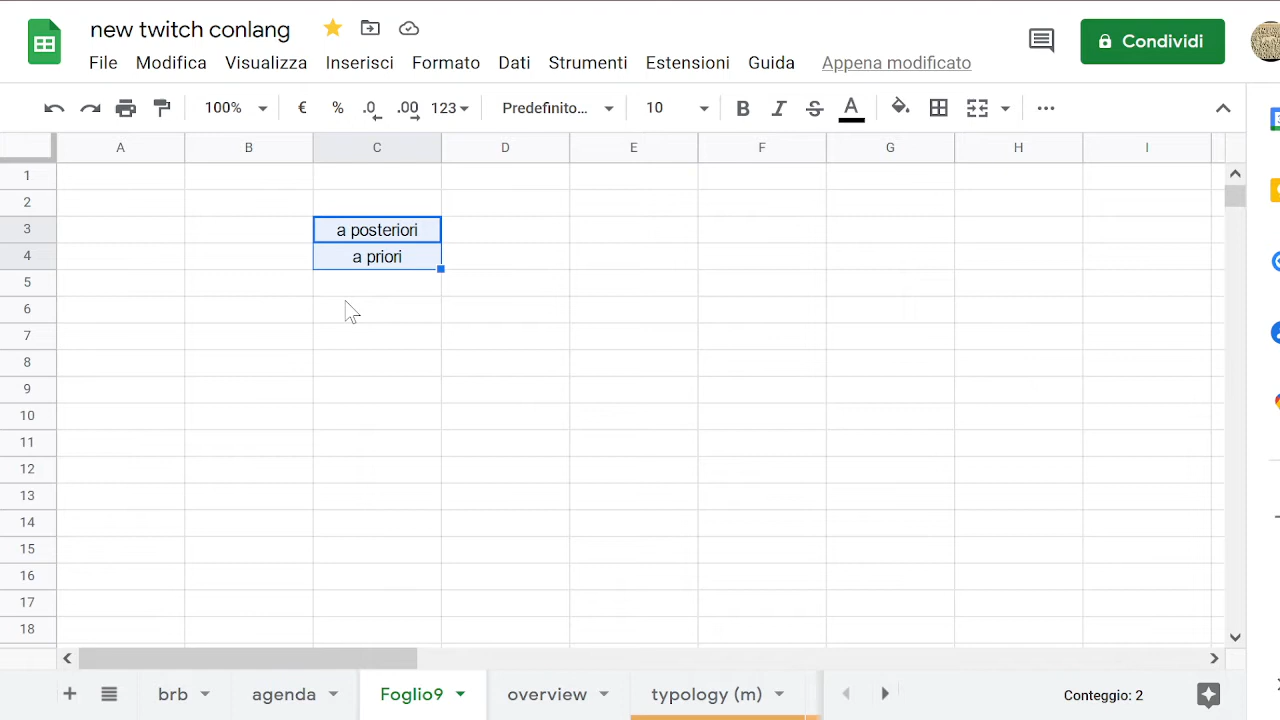 new twitch conlang
Condividi
File Modifica Visualizza Inserisci Formato Dati Strumenti Estensioni Guida Appena modificato
100% € % .0 .00 123 Predefinito... 10 B I S A
A B C D E F G H I
1
2
3 a posteriori
4 a priori
5
6
7
8
9
10
11
12
13
14
15
16
17
18
+ brb agenda Foglio9 overview typology (m) Conteggio: 2